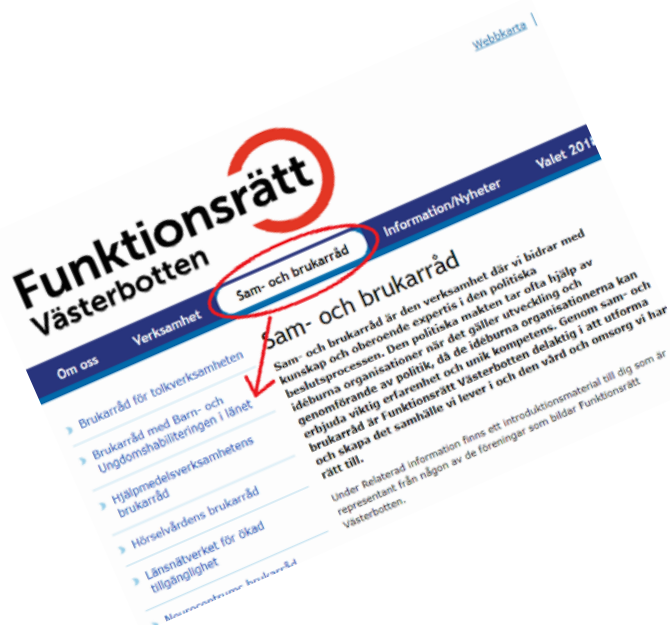 Webbkarta |
Funktionsrätt
Västerbotten
Om oss
Verksamhet
Sam- och brukarråd
Information/Nyheter
Valet 2018
Brukarråd för tolkverksamheten
Brukarråd med Barn- och
Ungdomshabiliteringen i länet
Hjälpmedelsverksamhetens
brukarråd
Hörselvårdens brukarråd
Länsnätverket för ökad
tillgänglighet
Neurocentrums brukarråd
Sam- och brukarråd
Sam- och brukarråd är den verksamhet där vi bidrar med
kunskap och oberoende expertis i den politiska
beslutsprocessen. Den politiska makten tar ofta hjälp av
idéburna organisationer när det gäller utveckling och
genomförande av politik, då de idéburna organisationerna kan
erbjuda viktig erfarenhet och unik kompetens. Genom sam- och
brukarråd är Funktionsrätt Västerbotten delaktig i att utforma
och skapa det samhälle vi lever i och den vård och omsorg vi har
rätt till.
Under Relaterad information finns ett introduktionsmaterial till dig som är
representant från någon av de föreningar som bildar Funktionsrätt
Västerbotten.